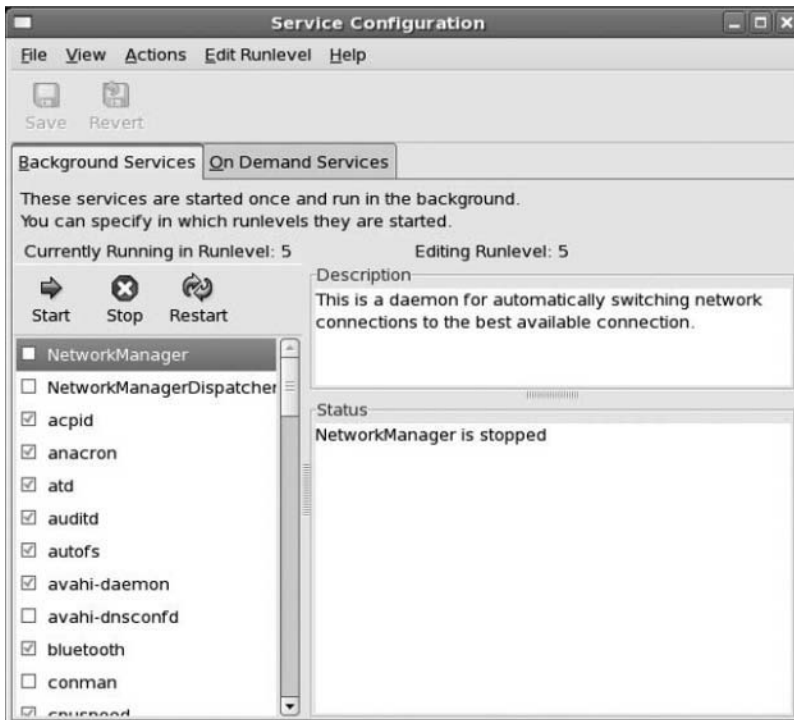 Service Configuration
File View Actions Edit Runlevel Help
Save Revert
Background Services On Demand Services
These services are started once and run in the background.
You can specify in which runlevels they are started.
Currently Running in Runlevel: 5 Editing Runlevel: 5
Start Stop Restart
Description
This is a daemon for automatically switching network
connections to the best available connection.
NetworkManager
NetworkManagerDispatcher
acpid
anacron
atd
auditd
autofs
avahi-daemon
avahi-dnsconfd
bluetooth
conman
cpuspeed
Status
NetworkManager is stopped